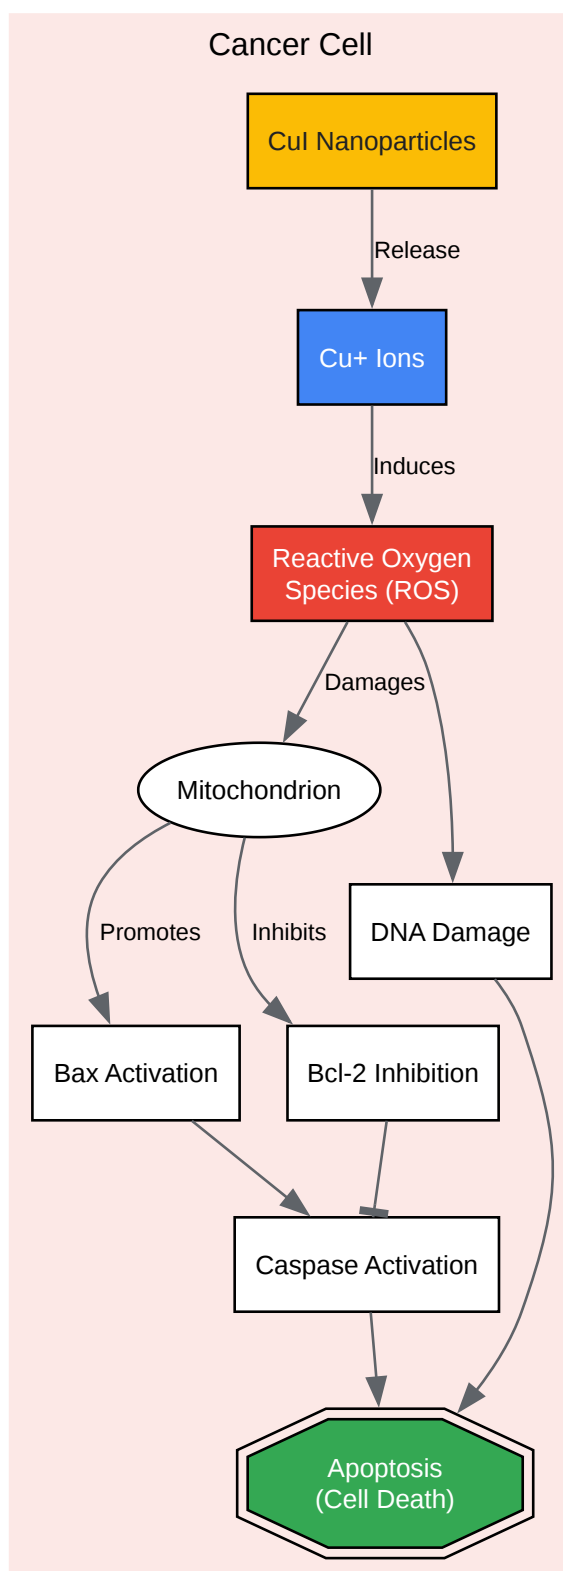 Cancer Cell
CuI Nanoparticles
Release
Cu+ Ions
Induces
Reactive Oxygen
Species (ROS)
Damages
Mitochondrion
Promotes
Inhibits
DNA Damage
Bax Activation
Bcl-2 Inhibition
Caspase Activation
Apoptosis
(Cell Death)